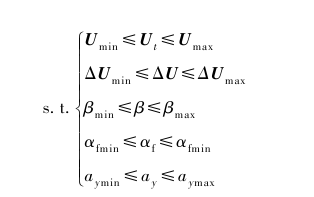 s. t.
U_min ≤ U_t ≤ U_max
ΔU_min ≤ ΔU ≤ ΔU_max
β_min ≤ β ≤ β_max
α_fmin ≤ α_f ≤ α_fmin
a_ymin ≤ a_y ≤ a_ymax